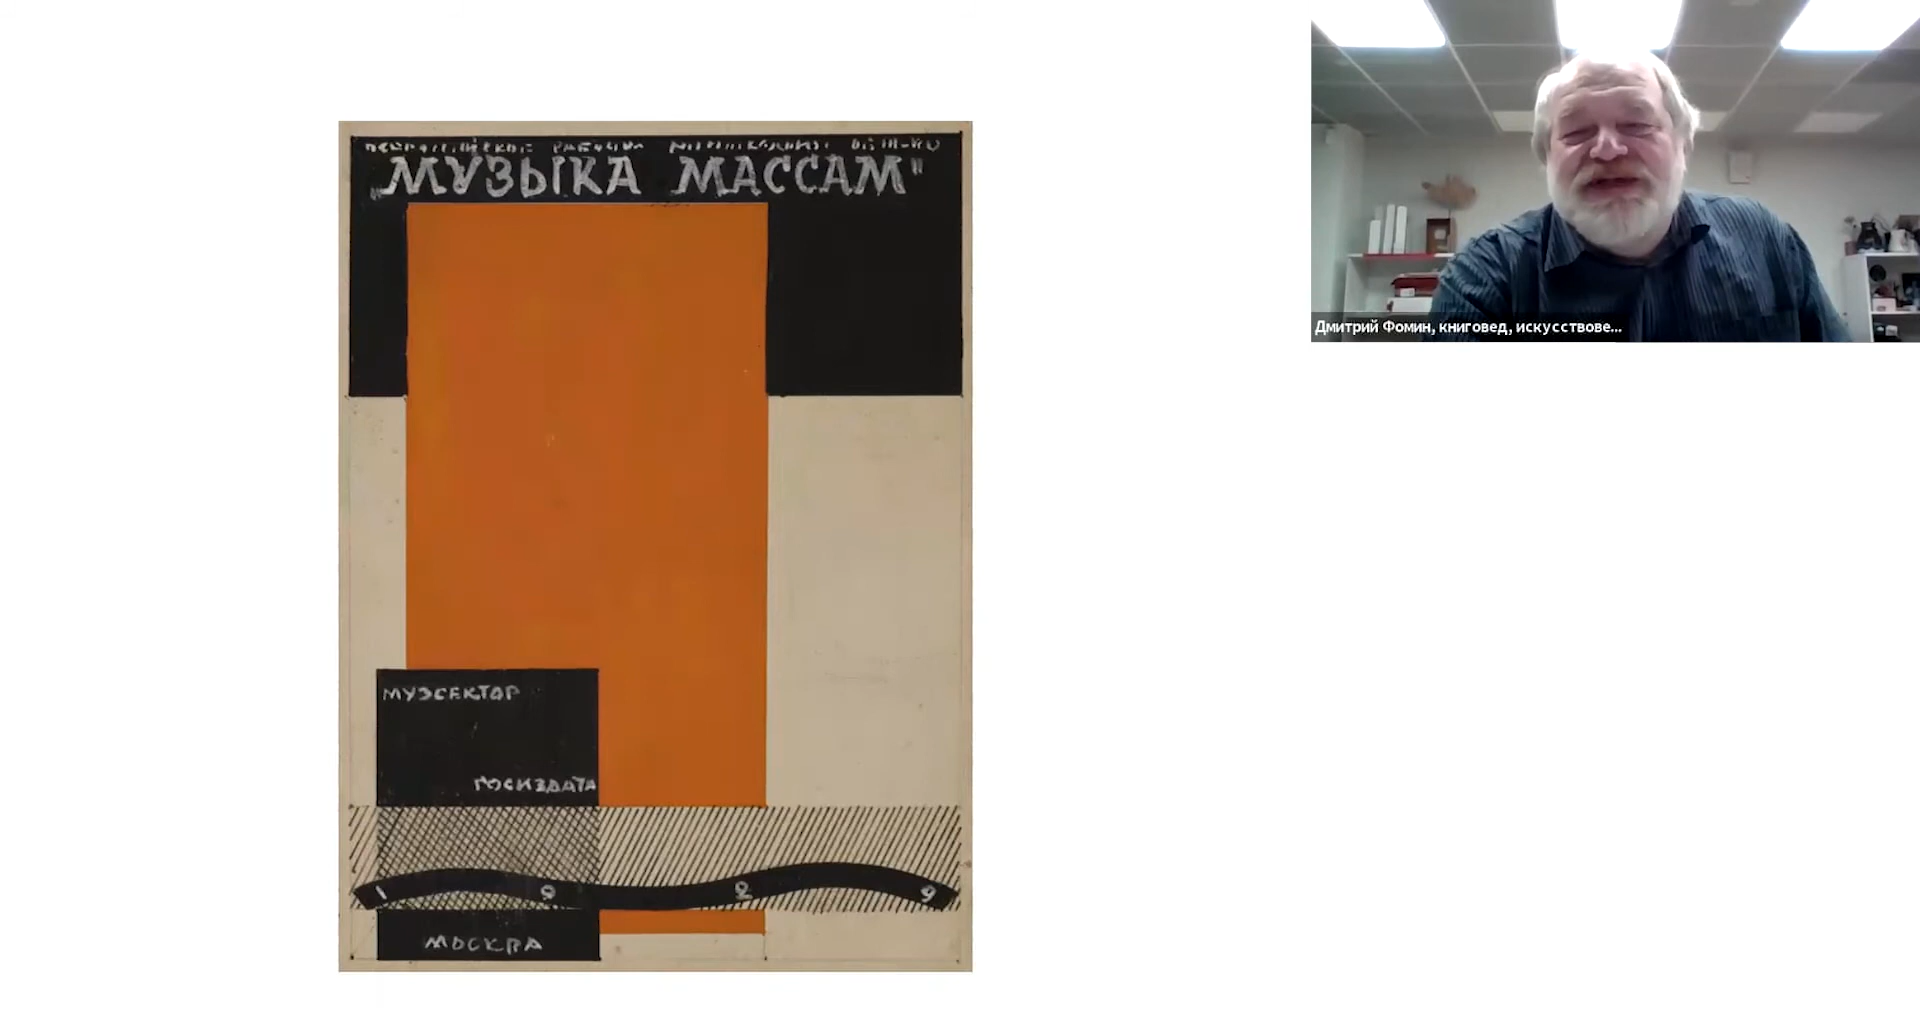 „МУЗЫКА МАССАМ"
МУЗСЕКТОР
ГОСИЗДАТА
1 9 2 9
МОСКВА
Дмитрий Фомин, книговед, искусствове...